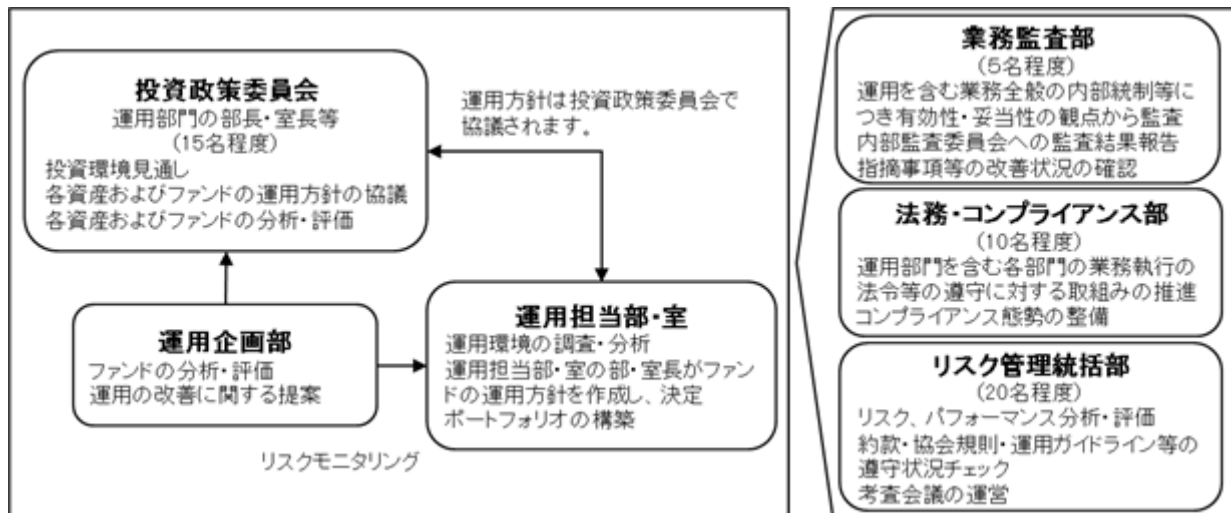 投資政策委員会
運用部門の部長・室長等
(15名程度)
投資環境見通し
各資産およびファンドの運用方針の協議
各資産およびファンドの分析・評価
運用方針は投資政策委員会で
協議されます。
運用企画部
ファンドの分析・評価
運用の改善に関する提案
運用担当部・室
運用環境の調査・分析
運用担当部・室の部・室長がファン
ドの運用方針を作成し、決定
ポートフォリオの構築
リスクモニタリング
業務監査部
(5名程度)
運用を含む業務全般の内部統制等に
つき有効性・妥当性の観点から監査
内部監査委員会への監査結果報告
指摘事項等の改善状況の確認
法務・コンプライアンス部
(10名程度)
運用部門を含む各部門の業務執行の
法令等の遵守に対する取組みの推進
コンプライアンス態勢の整備
リスク管理統括部
(20名程度)
リスク、パフォーマンス分析・評価
約款・協会規則・運用ガイドライン等の
遵守状況チェック
考査会議の運営